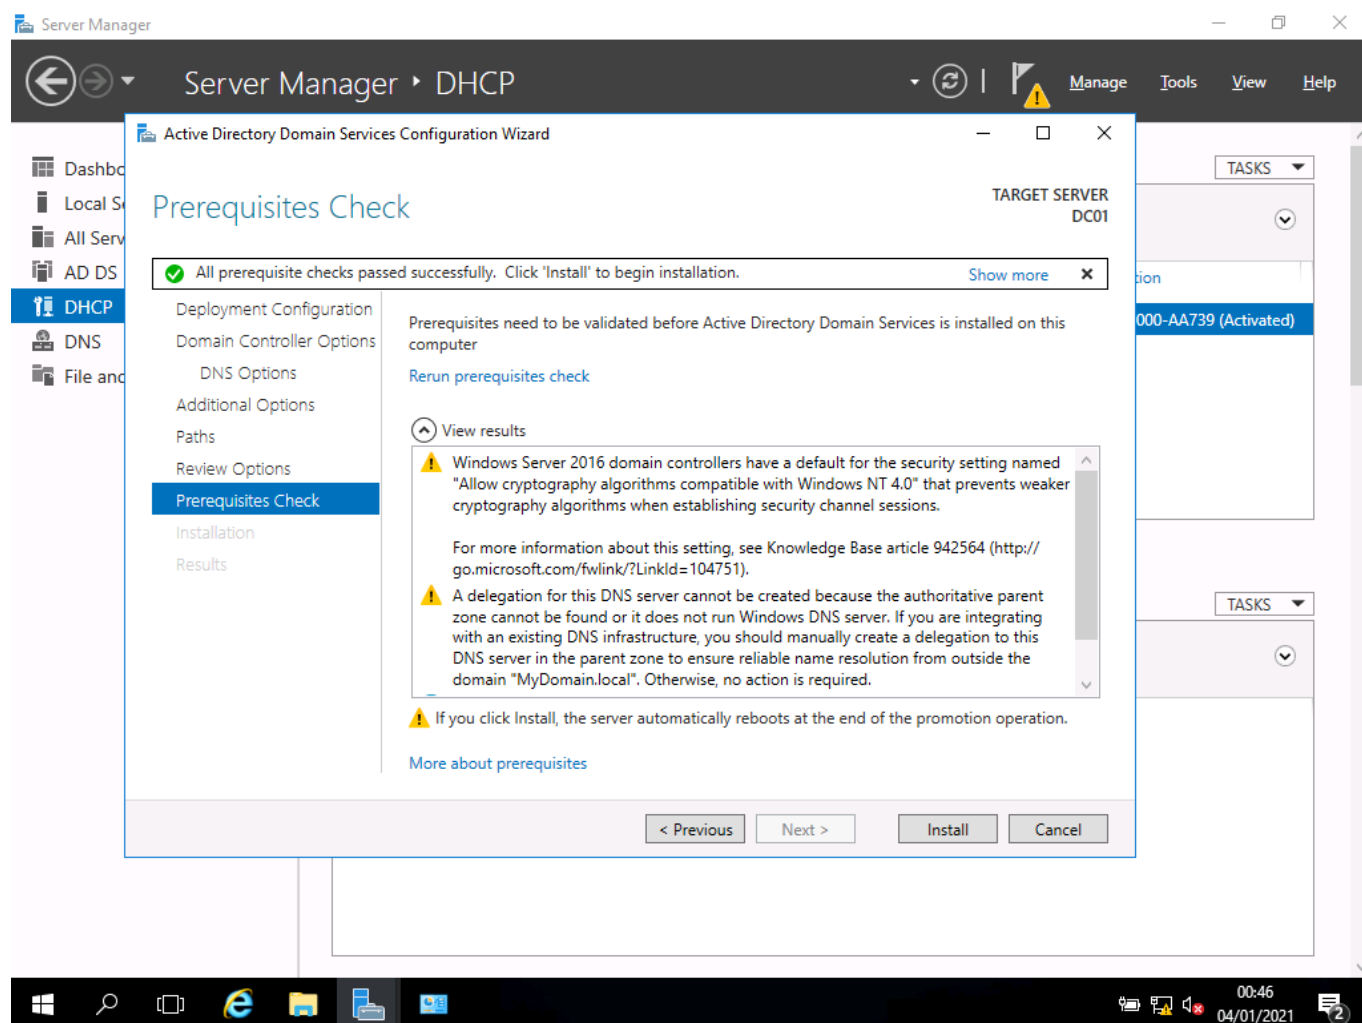 Server Manager
Server Manager ‣ DHCP
Manage Tools View Help
Active Directory Domain Services Configuration Wizard
Dashbo
Local Se
All Serv
AD DS
DHCP
DNS
File and
TASKS
tion
000-AA739 (Activated)
TASKS
Prerequisites Check
TARGET SERVER
DC01
All prerequisite checks passed successfully. Click 'Install' to begin installation.
Show more
Deployment Configuration
Domain Controller Options
DNS Options
Additional Options
Paths
Review Options
Prerequisites Check
Installation
Results
Prerequisites need to be validated before Active Directory Domain Services is installed on this
computer
Rerun prerequisites check
View results
Windows Server 2016 domain controllers have a default for the security setting named
"Allow cryptography algorithms compatible with Windows NT 4.0" that prevents weaker
cryptography algorithms when establishing security channel sessions.
For more information about this setting, see Knowledge Base article 942564 (http://
go.microsoft.com/fwlink/?LinkId=104751).
A delegation for this DNS server cannot be created because the authoritative parent
zone cannot be found or it does not run Windows DNS server. If you are integrating
with an existing DNS infrastructure, you should manually create a delegation to this
DNS server in the parent zone to ensure reliable name resolution from outside the
domain "MyDomain.local". Otherwise, no action is required.
If you click Install, the server automatically reboots at the end of the promotion operation.
More about prerequisites
< Previous
Next >
Install
Cancel
00:46
04/01/2021
2